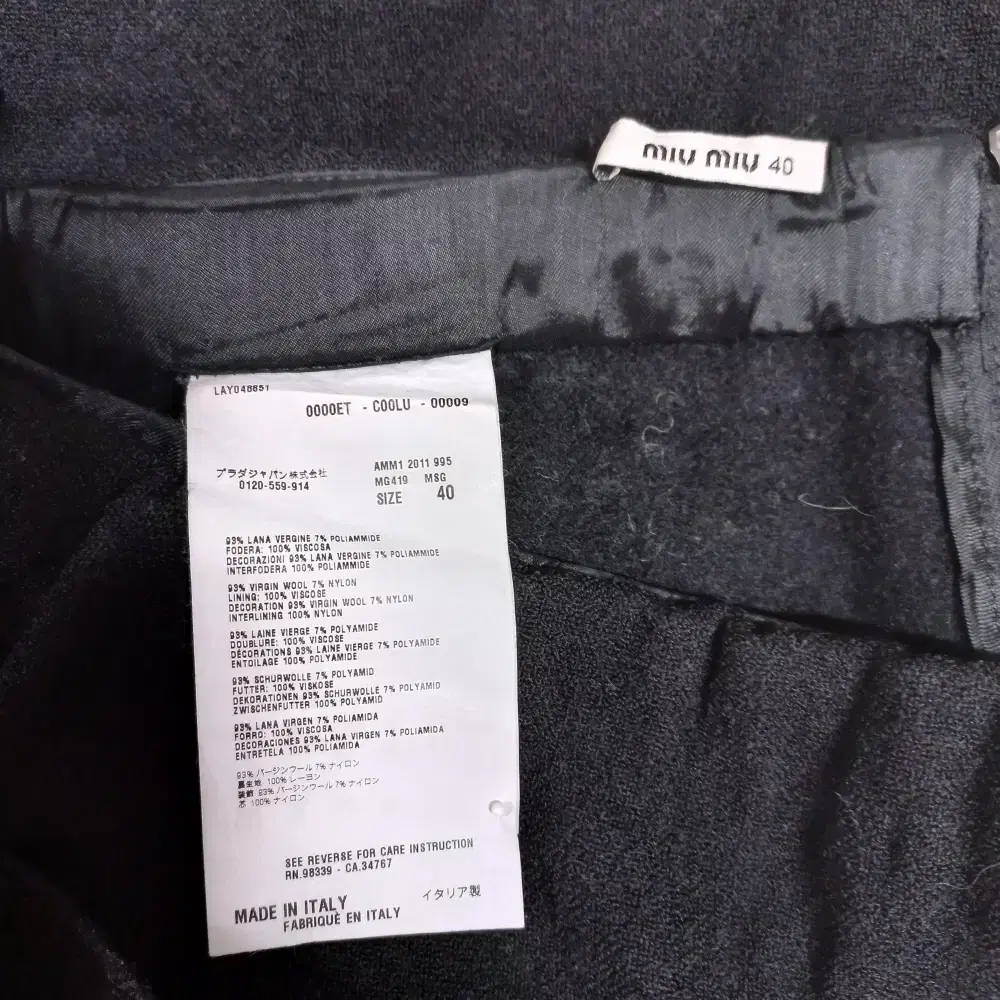 miu miu 40
LAY048851
0000ET - COOLU - 00009
プラダジャパン株式会社
0120-559-914
AMM1 2011 995
MG419 MSG
SIZE 40
93% LANA VERGINE 7% POLIAMMIDE
FODERA: 100% VISCOSA
DECORAZIONI 93% LANA VERGINE 7% POLIAMMIDE
INTERFODERA 100% POLIAMMIDE
93% VIRGIN WOOL 7% NYLON
LINING: 100% VISCOSE
DECORATION 93% VIRGIN WOOL 7% NYLON
INTERLINING 100% NYLON
93% LAINE VIERGE 7% POLYAMIDE
DOUBLURE: 100% VISCOSE
DÉCORATIONS 93% LAINE VIERGE 7% POLYAMIDE
ENTOILAGE 100% POLYAMIDE
93% SCHURWOLLE 7% POLYAMID
FUTTER: 100% VISKOSE
DEKORATIONEN 93% SCHURWOLLE 7% POLYAMID
ZWISCHENFUTTER 100% POLYAMID
93% LANA VIRGEN 7% POLIAMIDA
FORRO: 100% VISCOSA
DECORACIONES 93% LANA VIRGEN 7% POLIAMIDA
ENTRETELA 100% POLIAMIDA
93% バージンウール 7% ナイロン
裏生地 100% レーヨン
装飾 93% バージンウール 7% ナイロン
芯 100% ナイロン
SEE REVERSE FOR CARE INSTRUCTION
RN.98339 - CA.34767
MADE IN ITALY
FABRIQUÉ EN ITALY
イタリア製